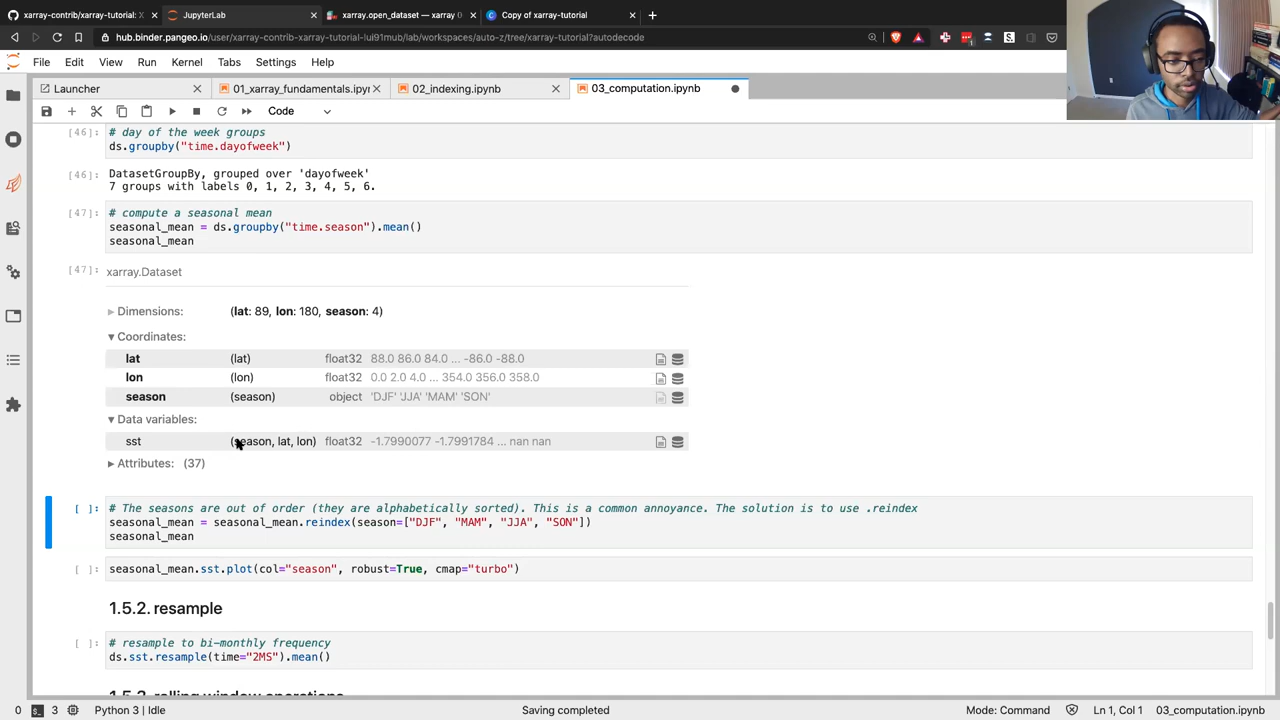 xarray-contrib/xarray-tutorial: X
JupyterLab
xarray.open_dataset — xarray 0
Copy of xarray-tutorial
hub.binder.pangeo.io/user/xarray-contrib-xarray-tutorial-lui91mub/lab/workspaces/auto-z/tree/xarray-tutorial?autodecode
File Edit View Run Kernel Tabs Settings Help
Launcher
01_xarray_fundamentals.ipyn
02_indexing.ipynb
03_computation.ipynb
Code
[46]: # day of the week groups
ds.groupby("time.dayofweek")
[46]: DatasetGroupBy, grouped over 'dayofweek'
7 groups with labels 0, 1, 2, 3, 4, 5, 6.
[47]: # compute a seasonal mean
seasonal_mean = ds.groupby("time.season").mean()
seasonal_mean
[47]: xarray.Dataset
Dimensions: (lat: 89, lon: 180, season: 4)
Coordinates:
lat (lat) float32 88.0 86.0 84.0 ... -86.0 -88.0
lon (lon) float32 0.0 2.0 4.0 ... 354.0 356.0 358.0
season (season) object 'DJF' 'JJA' 'MAM' 'SON'
Data variables:
sst (season, lat, lon) float32 -1.7990077 -1.7991784 ... nan nan
Attributes: (37)
[ ]: # The seasons are out of order (they are alphabetically sorted). This is a common annoyance. The solution is to use .reindex
seasonal_mean = seasonal_mean.reindex(season=["DJF", "MAM", "JJA", "SON"])
seasonal_mean
[ ]: seasonal_mean.sst.plot(col="season", robust=True, cmap="turbo")
1.5.2. resample
[ ]: # resample to bi-monthly frequency
ds.sst.resample(time="2MS").mean()
1.5.3. rolling window operations
0 3 Python 3 | Idle Saving completed Mode: Command Ln 1, Col 1 03_computation.ipynb